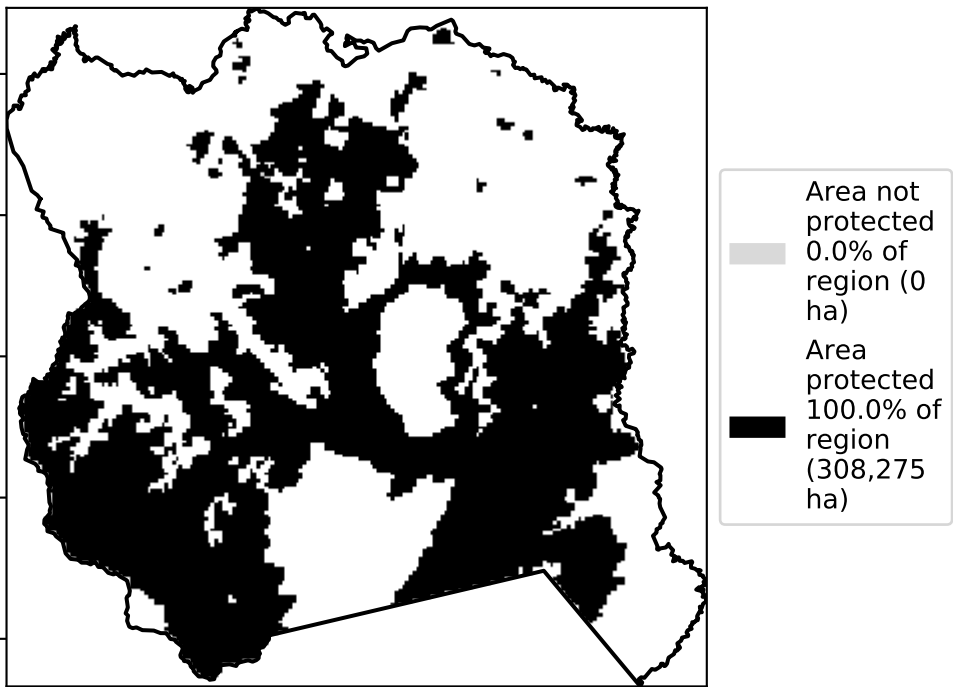 Area not
protected
0.0% of
region (0
ha)
Area
protected
100.0% of
region
(308,275
ha)